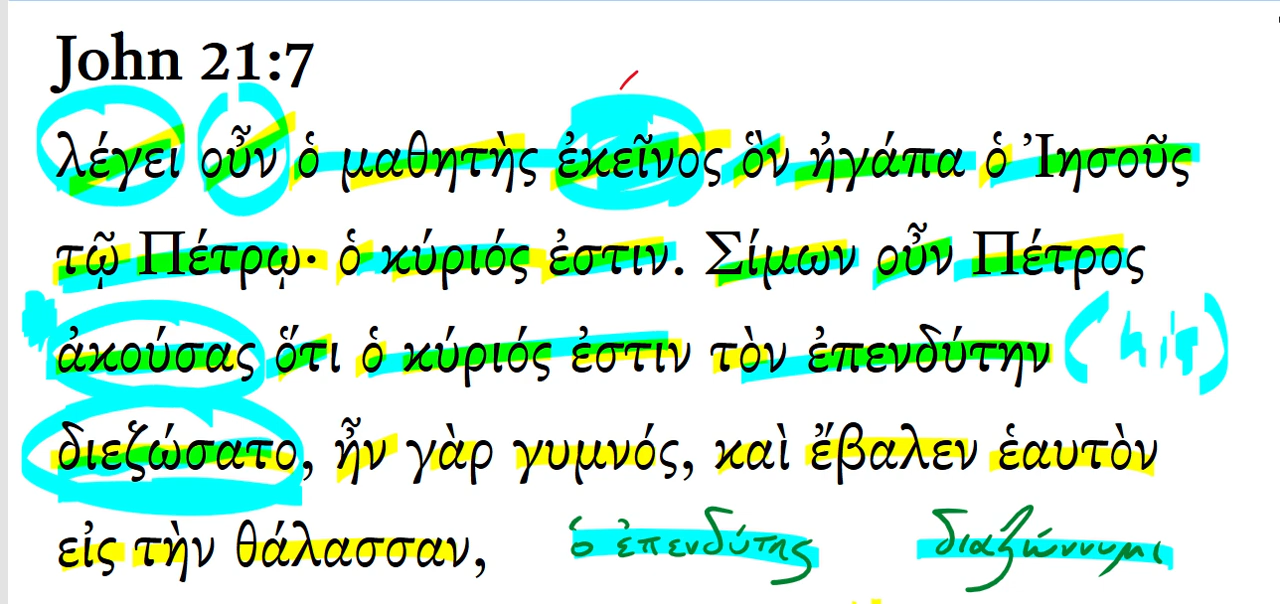 John 21:7
λέγει οὖν ὁ μαθητὴς ἐκεῖνος ὃν ἠγάπα ὁ Ἰησοῦς
τῷ Πέτρῳ· ὁ κύριός ἐστιν. Σίμων οὖν Πέτρος
ἀκούσας ὅτι ὁ κύριός ἐστιν τὸν ἐπενδύτην
διεζώσατο, ἦν γὰρ γυμνός, καὶ ἔβαλεν ἑαυτὸν
εἰς τὴν θάλασσαν, ὁ ἐπενδύτης διαζώννυμι